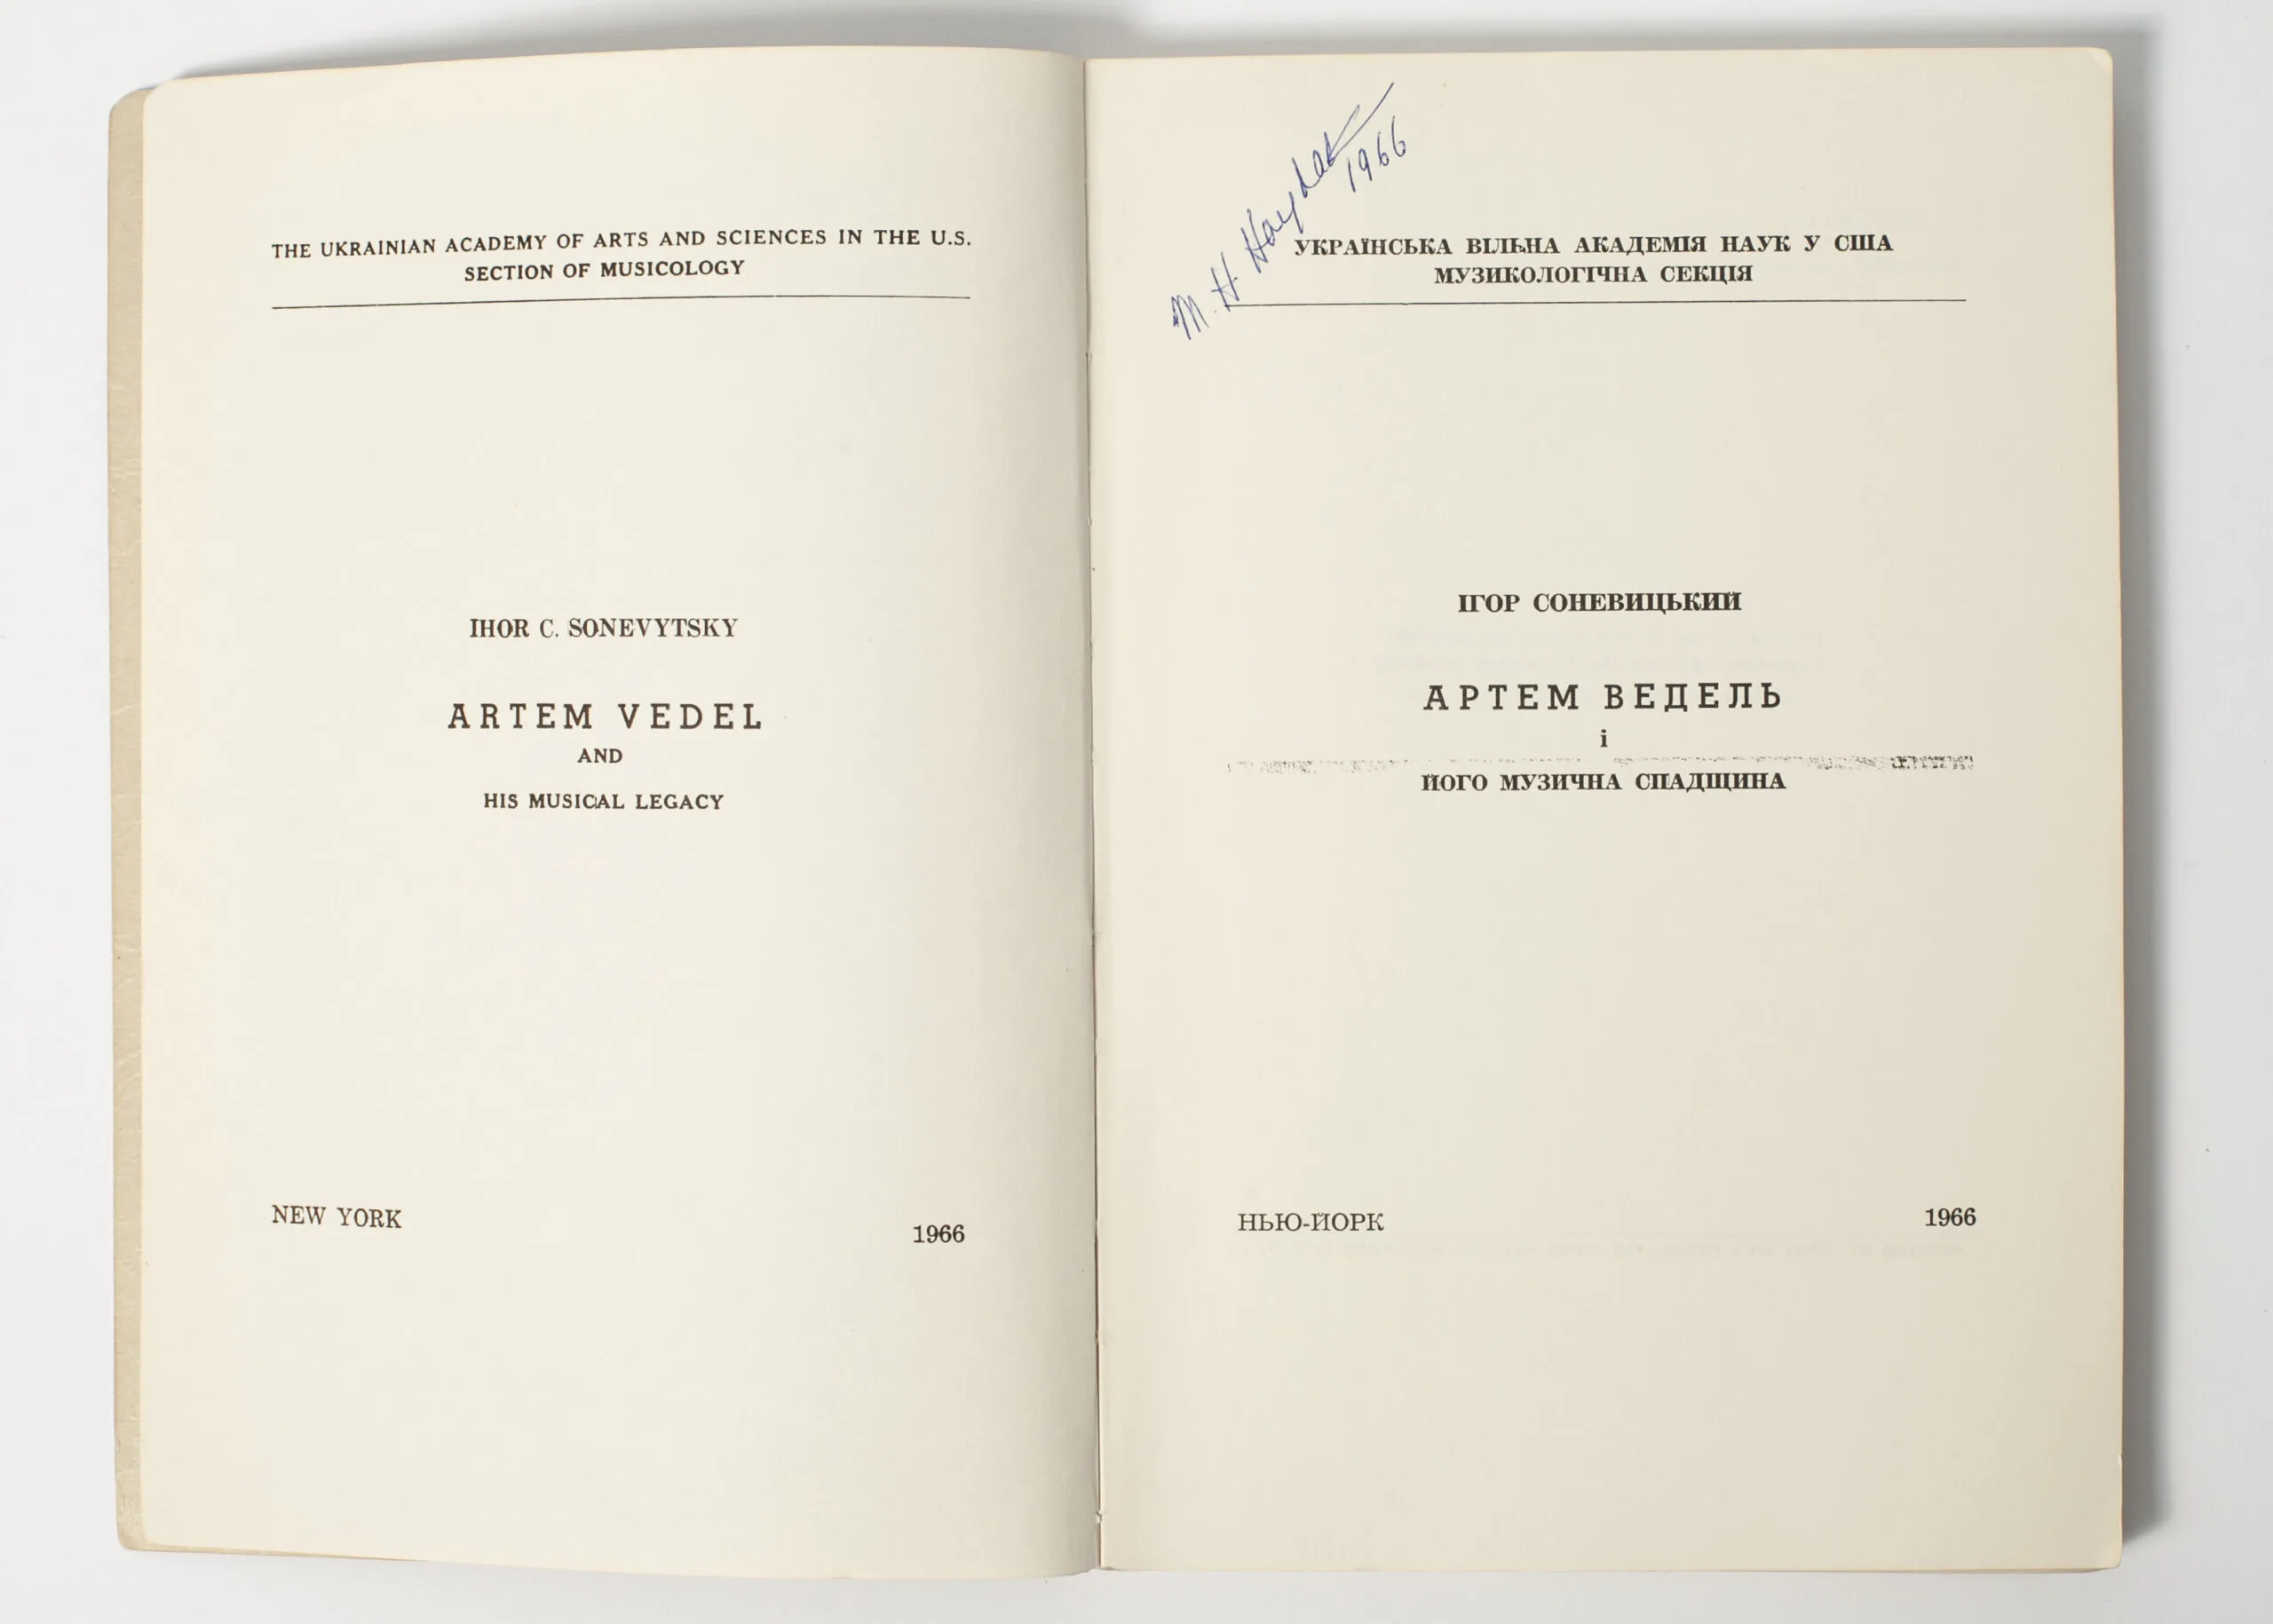 THE UKRAINIAN ACADEMY OF ARTS AND SCIENCES IN THE U.S.
SECTION OF MUSICOLOGY
IHOR C. SONEVYTSKY
ARTEM VEDEL
AND
HIS MUSICAL LEGACY
NEW YORK
1966
M. H. Haydak
1966
УКРАЇНСЬКА ВІЛЬНА АКАДЕМІЯ НАУК У США
МУЗИКОЛОГІЧНА СЕКЦІЯ
ІГОР СОНЕВИЦЬКИЙ
АРТЕМ ВЕДЕЛЬ
і
ЙОГО МУЗИЧНА СПАДЩИНА
НЬЮ-ЙОРК
1966